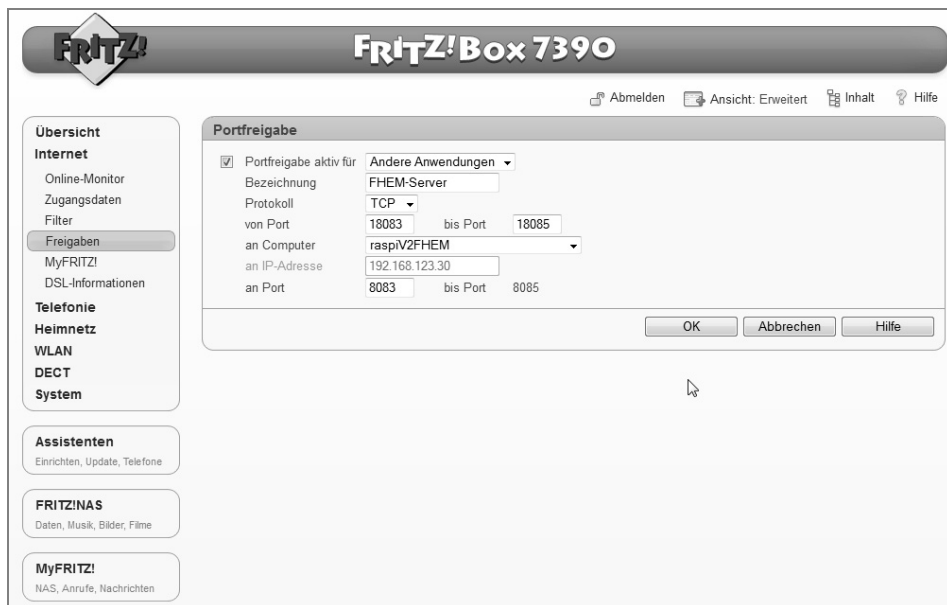 FRITZ!
FRITZ!Box 7390
Abmelden Ansicht: Erweitert Inhalt Hilfe
Übersicht
Internet
Online-Monitor
Zugangsdaten
Filter
Freigaben
MyFRITZ!
DSL-Informationen
Telefonie
Heimnetz
WLAN
DECT
System
Assistenten
Einrichten, Update, Telefone
FRITZ!NAS
Daten, Musik, Bilder, Filme
MyFRITZ!
NAS, Anrufe, Nachrichten
Portfreigabe
Portfreigabe aktiv für Andere Anwendungen
Bezeichnung FHEM-Server
Protokoll TCP
von Port 18083 bis Port 18085
an Computer raspiV2FHEM
an IP-Adresse 192.168.123.30
an Port 8083 bis Port 8085
OK Abbrechen Hilfe